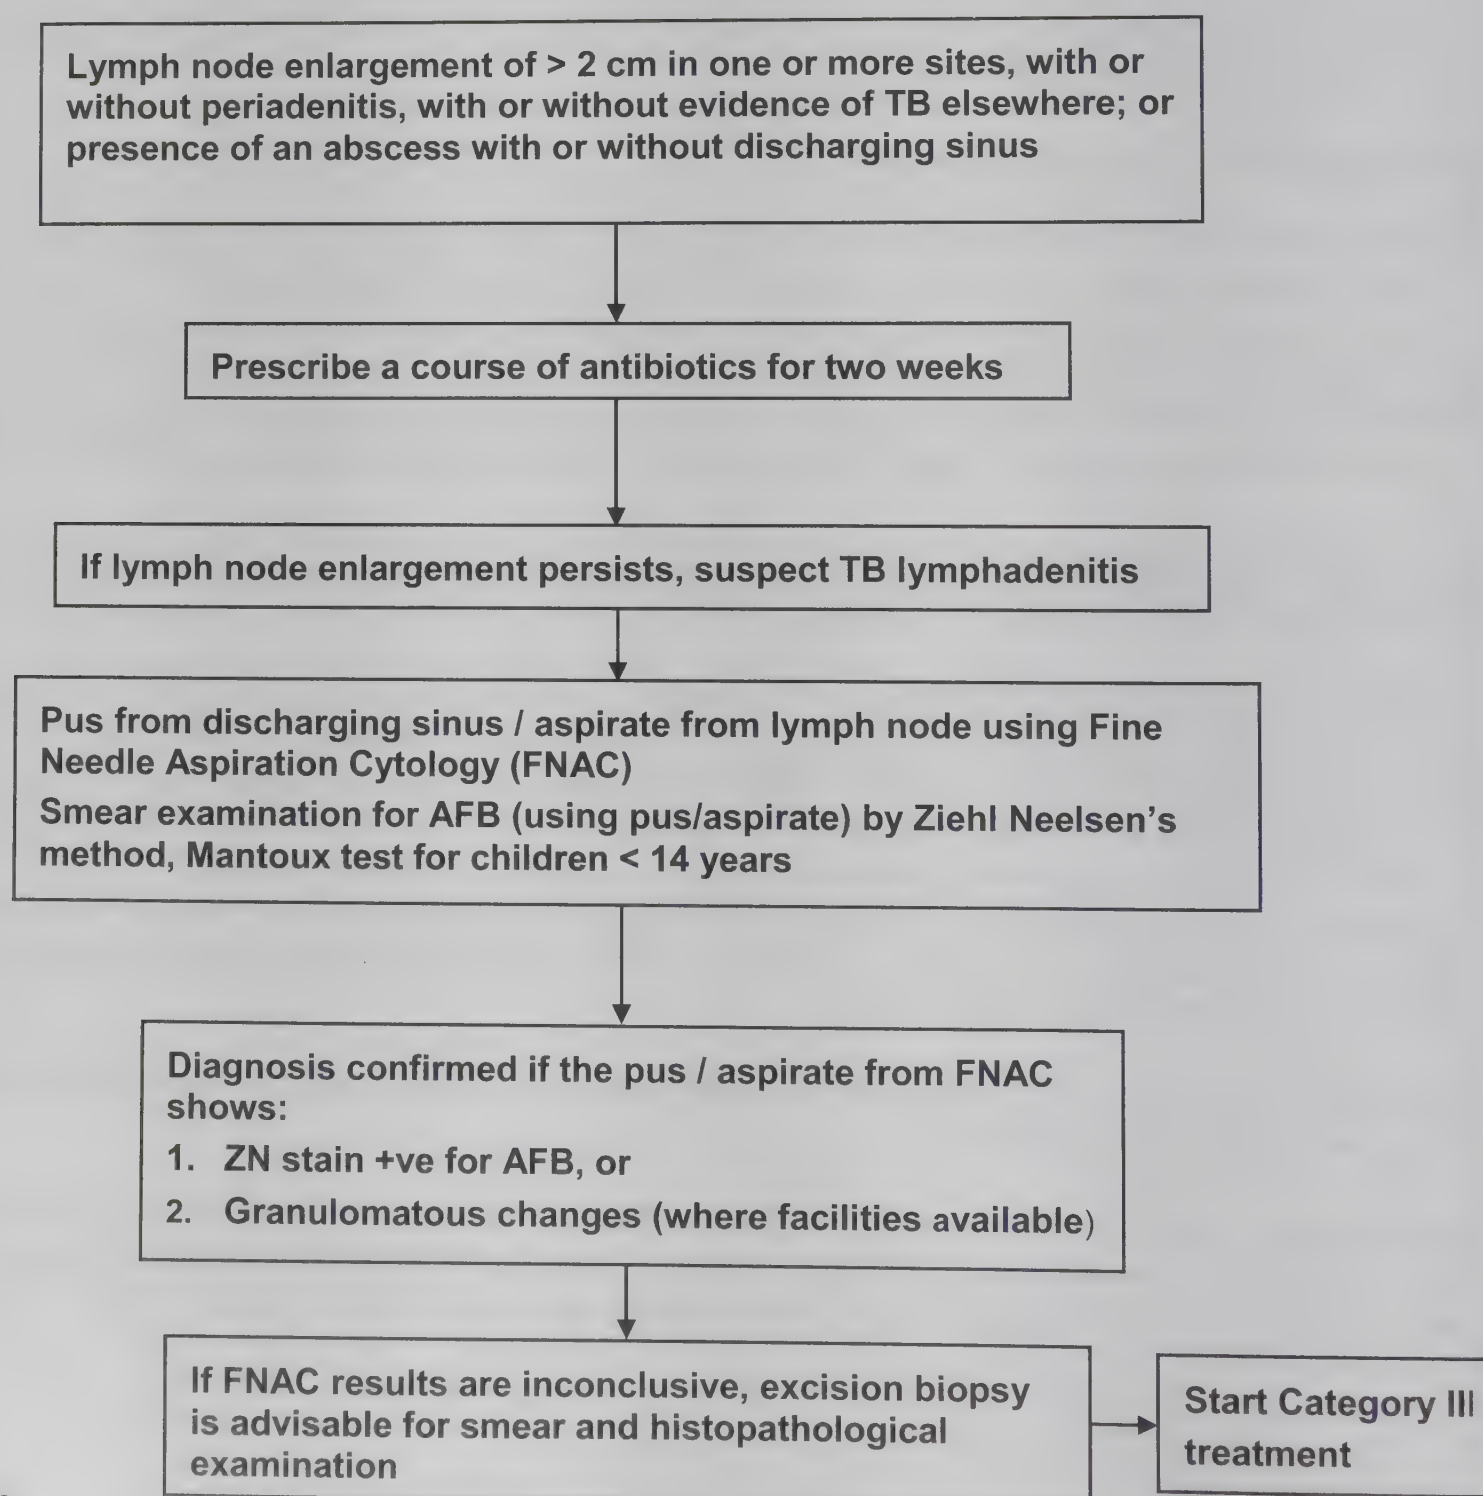 Lymph node enlargement of > 2 cm in one or more sites, with or
without periadenitis, with or without evidence of TB elsewhere; or
presence of an abscess with or without discharging sinus
Prescribe a course of antibiotics for two weeks
If lymph node enlargement persists, suspect TB lymphadenitis
Pus from discharging sinus / aspirate from lymph node using Fine
Needle Aspiration Cytology (FNAC)
Smear examination for AFB (using pus/aspirate) by Ziehl Neelsen’s
method, Mantoux test for children < 14 years
Diagnosis confirmed if the pus / aspirate from FNAC
shows:
1. ZN stain +ve for AFB, or
2. Granulomatous changes (where facilities available)
If FNAC results are inconclusive, excision biopsy
is advisable for smear and histopathological
examination
Start Category III
treatment